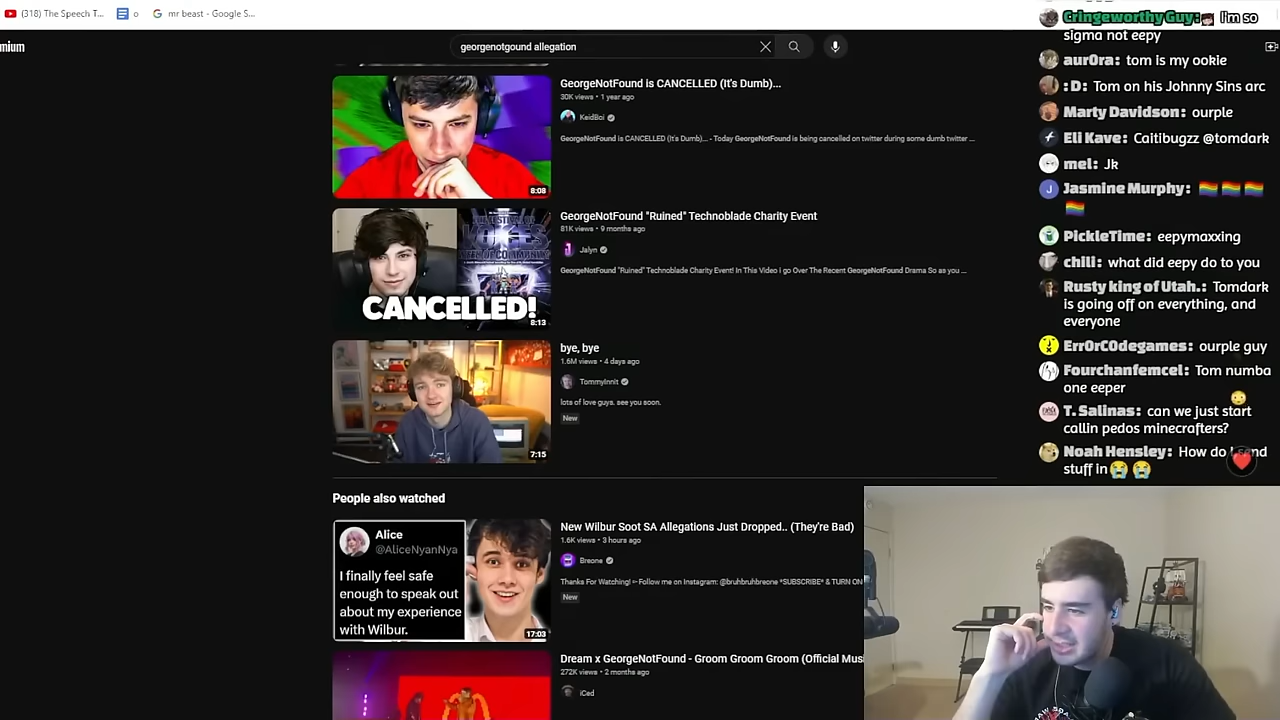 (318) The Speech T...
o
mr beast - Google S...
mium
georgenotgound allegation
GeorgeNotFound is CANCELLED (It's Dumb)...
30K views • 1 year ago
KeidBoi
GeorgeNotFound is CANCELLED (It's Dumb)... - Today GeorgeNotFound is being cancelled on twitter during some dumb twitter ...
8:08
GeorgeNotFound "Ruined" Technoblade Charity Event
81K views • 9 months ago
Jalyn
GeorgeNotFound "Ruined" Technoblade Charity Event! In This Video i go Over The Recent GeorgeNotFound Drama So as you ...
CANCELLED!
8:13
bye, bye
1.6M views • 4 days ago
TommyInnit
lots of love guys. see you soon.
New
7:15
People also watched
Alice
@AliceNyanNya
I finally feel safe
enough to speak out
about my experience
with Wilbur.
17:03
New Wilbur Soot SA Allegations Just Dropped.. (They're Bad)
1.6K views • 3 hours ago
Breone
Thanks For Watching! ➳ Follow me on Instagram: @bruhbruhbreone *SUBSCRIBE* & TURN ON
New
Dream x GeorgeNotFound - Groom Groom Groom (Official Musi
272K views • 2 months ago
iCed
CringeworthyGuy: I'm so
sigma not eepy
aur0ra: tom is my ookie
:D: Tom on his Johnny Sins arc
Marty Davidson: ourple
Eli Kave: Caitibugzz @tomdark
mel: Jk
Jasmine Murphy: 🏳️‍🌈 🏳️‍🌈 🏳️‍🌈
🏳️‍🌈
PickleTime: eepymaxxing
chili: what did eepy do to you
Rusty king of Utah.: Tomdark
is going off on everything, and
everyone
Err0rC0degames: ourple guy
Fourchanfemcel: Tom numba
one eeper
T. Salinas: can we just start
callin pedos minecrafters?
Noah Hensley: How do I send
stuff in😭 😭